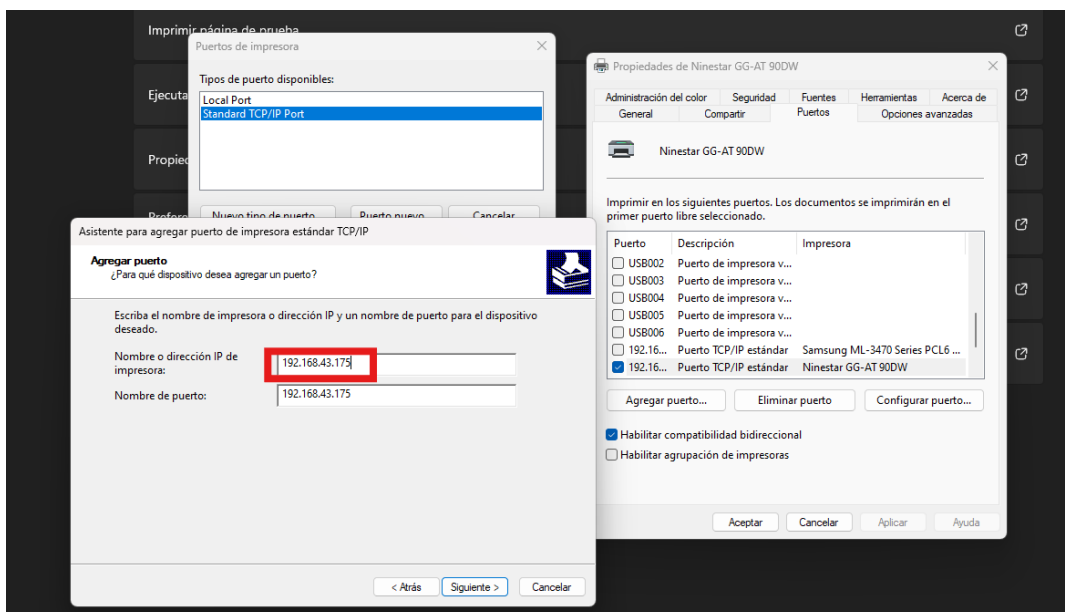 Imprimir página de prueba
Ejecuta
Propied
Prefere
Puertos de impresora
Tipos de puerto disponibles:
Local Port
Standard TCP/IP Port
Nuevo tipo de puerto... Puerto nuevo... Cancelar
Asistente para agregar puerto de impresora estándar TCP/IP
Agregar puerto
¿Para qué dispositivo desea agregar un puerto?
Escriba el nombre de impresora o dirección IP y un nombre de puerto para el dispositivo
deseado.
Nombre o dirección IP de
impresora:
192.168.43.175
Nombre de puerto:
192.168.43.175
< Atrás Siguiente > Cancelar
Propiedades de Ninestar GG-AT 90DW
Administración del color Seguridad Fuentes Herramientas Acerca de
General Compartir Puertos Opciones avanzadas
Ninestar GG-AT 90DW
Imprimir en los siguientes puertos. Los documentos se imprimirán en el
primer puerto libre seleccionado.
Puerto Descripción Impresora
USB002 Puerto de impresora v...
USB003 Puerto de impresora v...
USB004 Puerto de impresora v...
USB005 Puerto de impresora v...
USB006 Puerto de impresora v...
192.16... Puerto TCP/IP estándar Samsung ML-3470 Series PCL6 ...
192.16... Puerto TCP/IP estándar Ninestar GG-AT 90DW
Agregar puerto... Eliminar puerto Configurar puerto...
Habilitar compatibilidad bidireccional
Habilitar agrupación de impresoras
Aceptar Cancelar Aplicar Ayuda